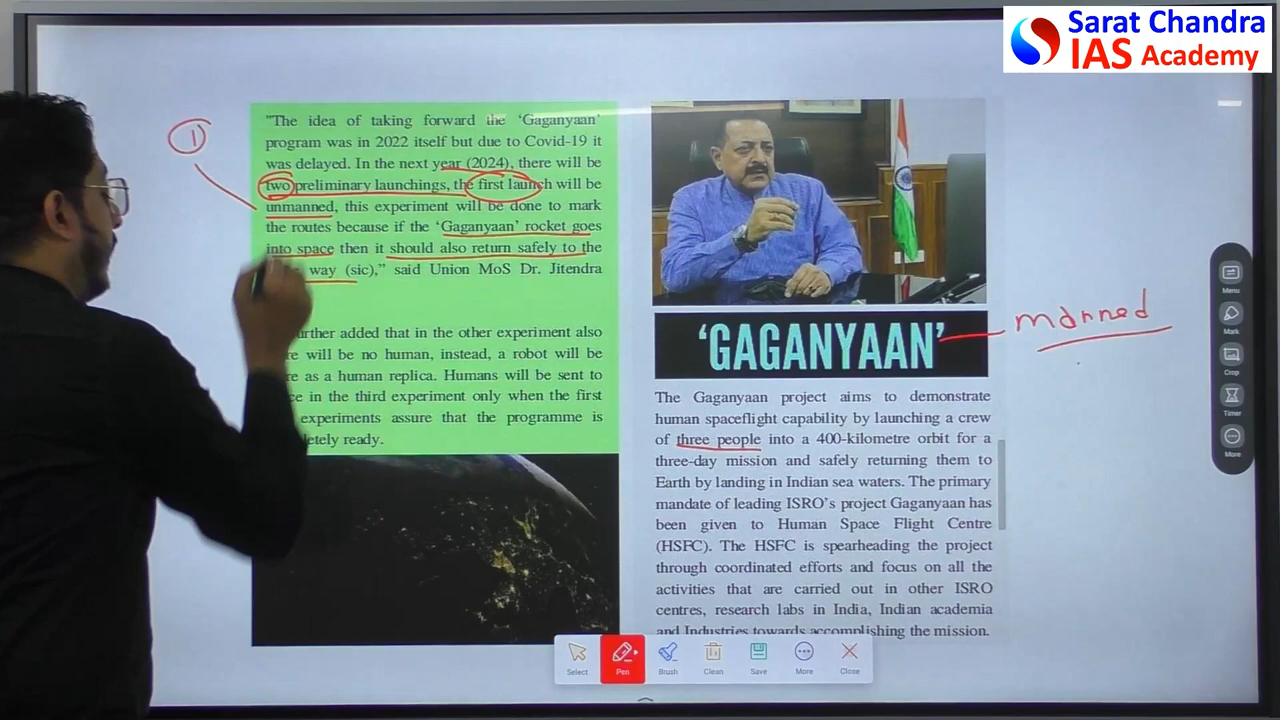 Sarat Chandra
IAS Academy
"The idea of taking forward the ‘Gaganyaan’
program was in 2022 itself but due to Covid-19 it
was delayed. In the next year (2024), there will be
two preliminary launchings, the first launch will be
unmanned, this experiment will be done to mark
the routes because if the ‘Gaganyaan’ rocket goes
into space then it should also return safely to the
way (sic),” said Union MoS Dr. Jitendra
added that in the other experiment also
will be no human, instead, a robot will be
as a human replica. Humans will be sent to
in the third experiment only when the first
experiments assure that the programme is
ready.
1
‘GAGANYAAN’
manned
The Gaganyaan project aims to demonstrate
human spaceflight capability by launching a crew
of three people into a 400-kilometre orbit for a
three-day mission and safely returning them to
Earth by landing in Indian sea waters. The primary
mandate of leading ISRO’s project Gaganyaan has
been given to Human Space Flight Centre
(HSFC). The HSFC is spearheading the project
through coordinated efforts and focus on all the
activities that are carried out in other ISRO
centres, research labs in India, Indian academia
and Industries towards accomplishing the mission.
Menu
Mark
Crop
Timer
More
Select
Pen
Brush
Clean
Save
More
Close